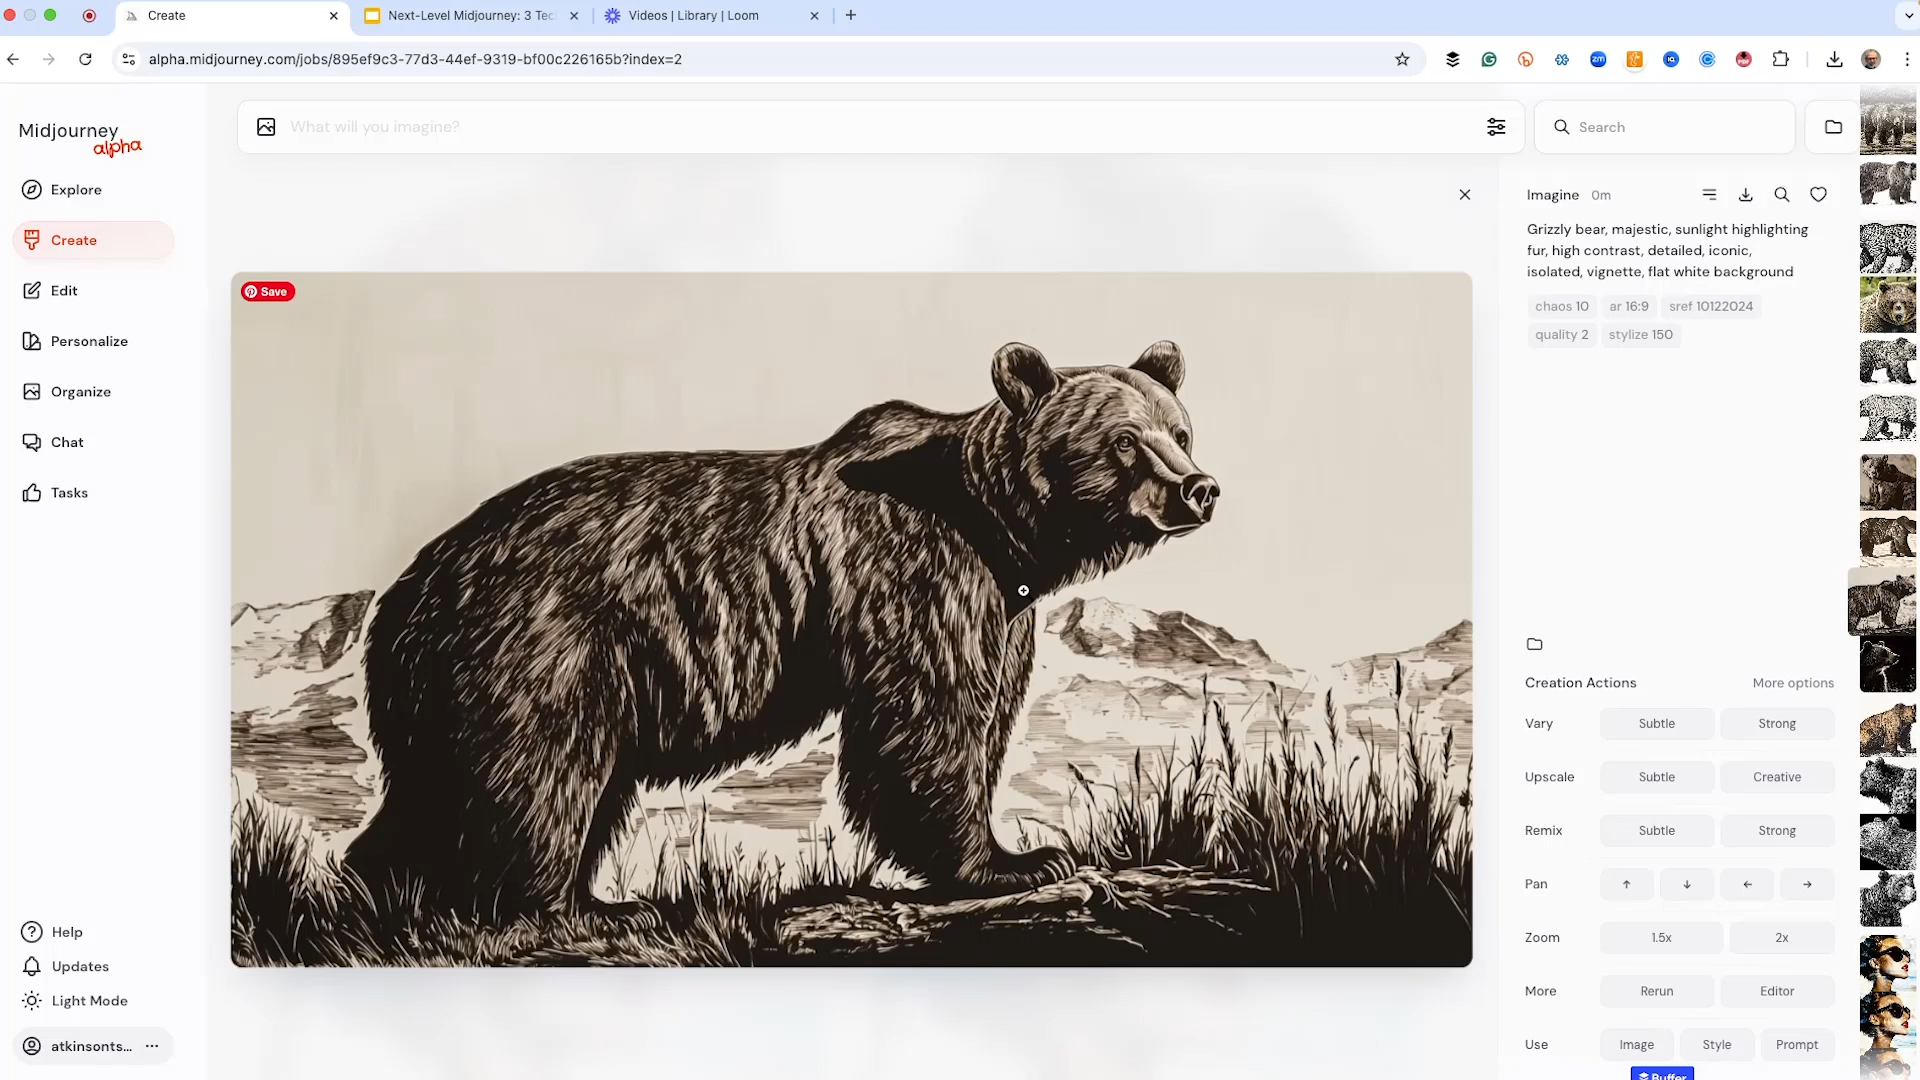 Create
Next-Level Midjourney: 3 Tec
Videos | Library | Loom
alpha.midjourney.com/jobs/895ef9c3-77d3-44ef-9319-bf00c226165b?index=2
zm
Midjourney
alpha
What will you imagine?
Search
Explore
Create
Edit
Personalize
Organize
Chat
Tasks
Help
Updates
Light Mode
atkinsonts...
Save
Imagine 0m
Grizzly bear, majestic, sunlight highlighting
fur, high contrast, detailed, iconic,
isolated, vignette, flat white background
chaos 10 ar 16:9 sref 10122024
quality 2 stylize 150
Creation Actions More options
Vary Subtle Strong
Upscale Subtle Creative
Remix Subtle Strong
Pan ↑ ↓ ← →
Zoom 1.5x 2x
More Rerun Editor
Use Image Style Prompt
Buffer